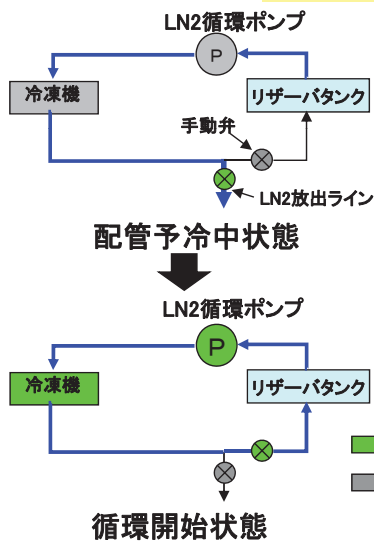 LN2循環ポンプ
P
冷凍機
リザーバタンク
手動弁
LN2放出ライン
配管予冷中状態
LN2循環ポンプ
P
冷凍機
リザーバタンク
循環開始状態